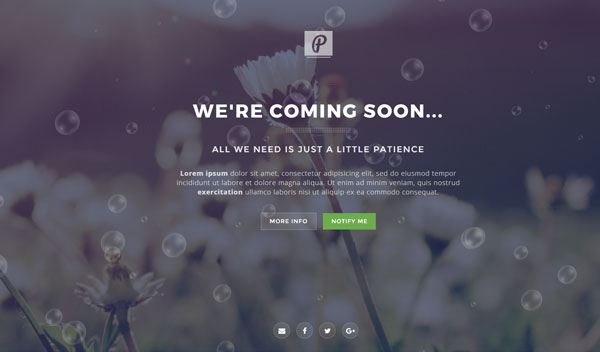 P
WE'RE COMING SOON...
ALL WE NEED IS JUST A LITTLE PATIENCE
Lorem ipsum dolor sit amet, consectetur adipisicing elit, sed do eiusmod tempor
incididunt ut labore et dolore magna aliqua. Ut enim ad minim veniam, quis nostrud
exercitation ullamco laboris nisi ut aliquip ex ea commodo consequat.
MORE INFO NOTIFY ME
f G+